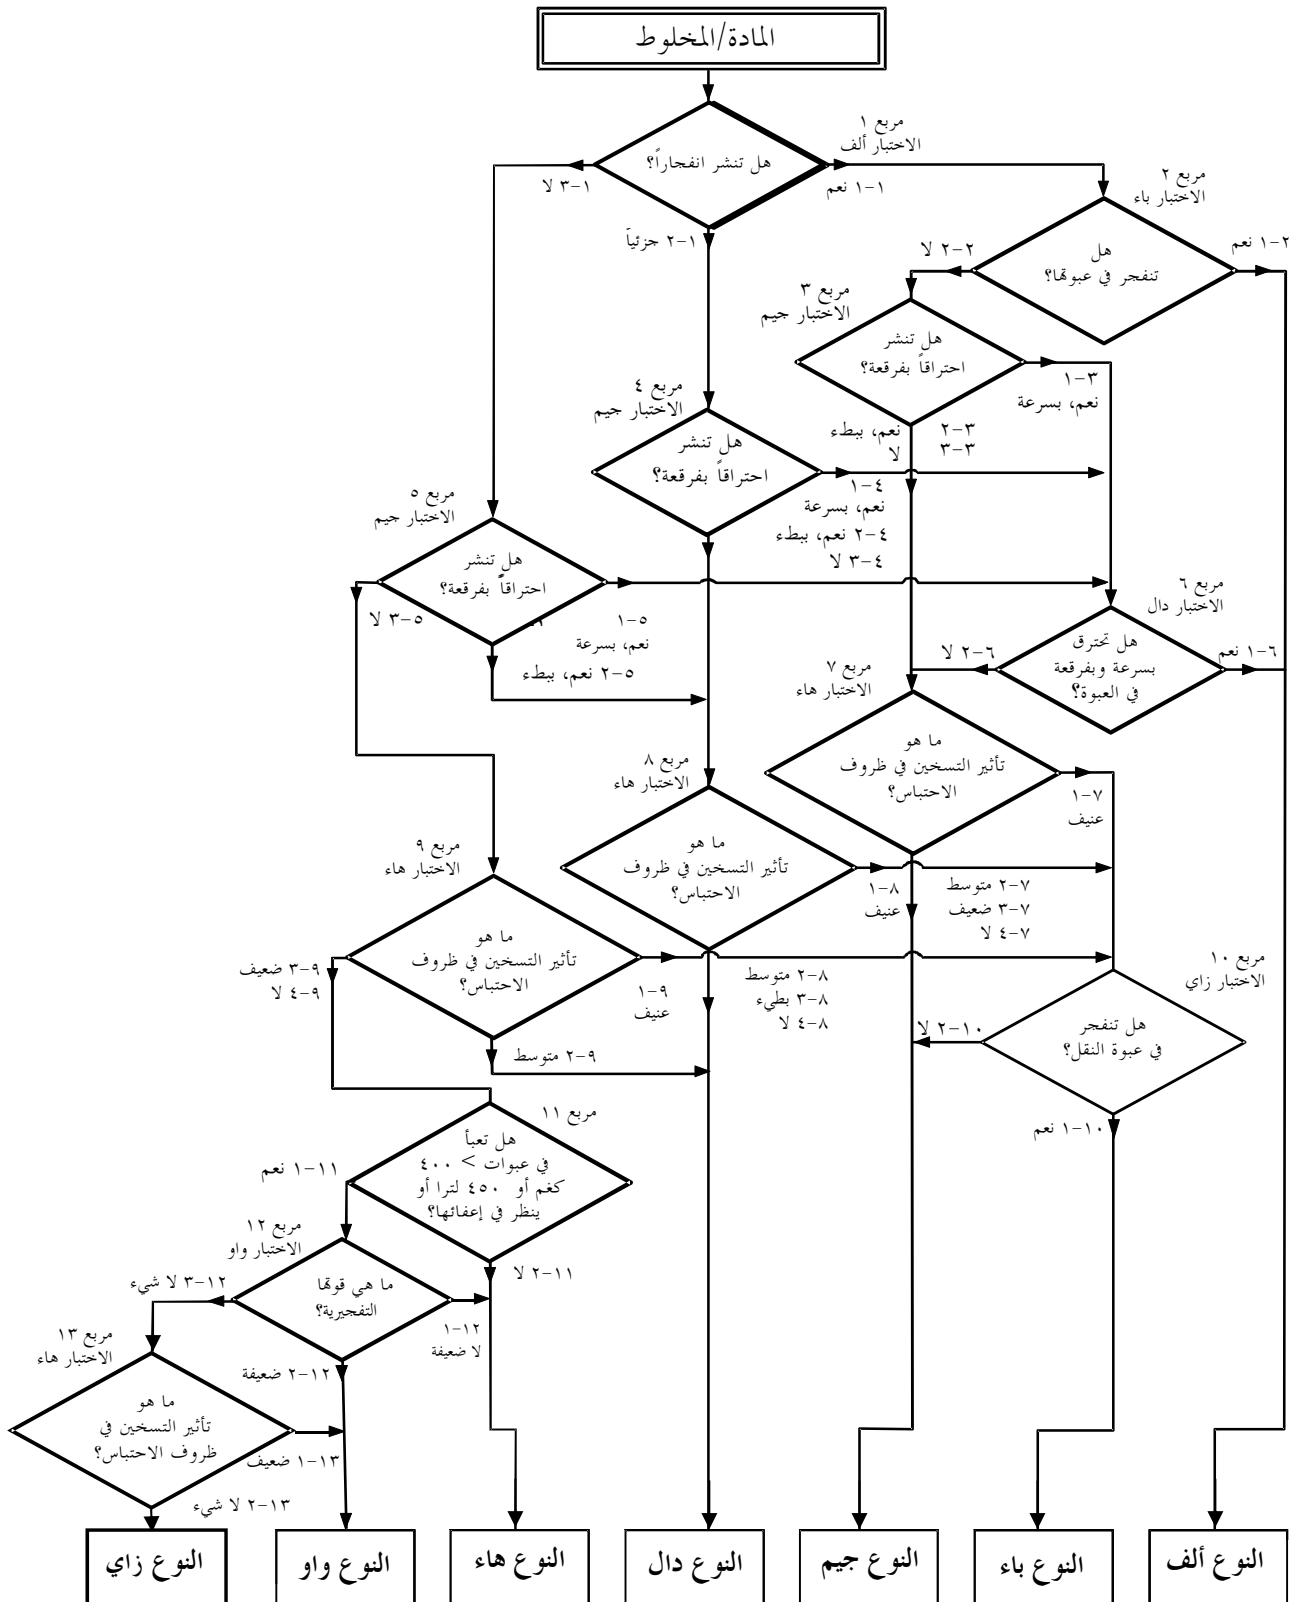 المادة/المخلوط
مربع ١
الاختبار ألف
هل تنشر انفجاراً؟
١-١ نعم
١-٣ لا
١-٢ جزئياً
مربع ٢
الاختبار باء
هل
تنفجر في عبوتها؟
٢-١ نعم
٢-٢ لا
مربع ٣
الاختبار جيم
هل تنشر
احتراقاً بفرقعة؟
٣-١
نعم، بسرعة
٣-٢ نعم، ببطء
٣-٣ لا
مربع ٤
الاختبار جيم
هل تنشر
احتراقاً بفرقعة؟
٤-١
نعم، بسرعة
٤-٢ نعم، ببطء
٤-٣ لا
مربع ٥
الاختبار جيم
هل تنشر
احتراقاً بفرقعة؟
٥-١
نعم، بسرعة
٥-٢ نعم، ببطء
٥-٣ لا
مربع ٦
الاختبار دال
هل تحترق
بسرعة وبفرقعة
في العبوة؟
٦-١ نعم
٦-٢ لا
مربع ٧
الاختبار هاء
ما هو
تأثير التسخين في ظروف
الاحتباس؟
٧-١
عنيف
٧-٢ متوسط
٧-٣ ضعيف
٧-٤ لا
مربع ٨
الاختبار هاء
ما هو
تأثير التسخين في ظروف
الاحتباس؟
٨-١
عنيف
٨-٢ متوسط
٨-٣ بطيء
٨-٤ لا
مربع ٩
الاختبار هاء
ما هو
تأثير التسخين في ظروف
الاحتباس؟
٩-١
عنيف
٩-٢ متوسط
٩-٣ ضعيف
٩-٤ لا
مربع ١٠
الاختبار زاي
هل تنفجر
في عبوة النقل؟
١٠-١ نعم
١٠-٢ لا
مربع ١١
هل تعبأ
في عبوات > ٤٠٠
كغم أو ٤٥٠ لترا أو
ينظر في إعفائها؟
١١-١ نعم
١١-٢ لا
مربع ١٢
الاختبار واو
ما هي قوتها
التفجيرية؟
١٢-١
لا ضعيفة
١٢-٢ ضعيفة
١٢-٣ لا شيء
مربع ١٣
الاختبار هاء
ما هو
تأثير التسخين في
ظروف الاحتباس؟
١٣-١ ضعيف
١٣-٢ لا شيء
النوع ألف
النوع باء
النوع جيم
النوع دال
النوع هاء
النوع واو
النوع زاي